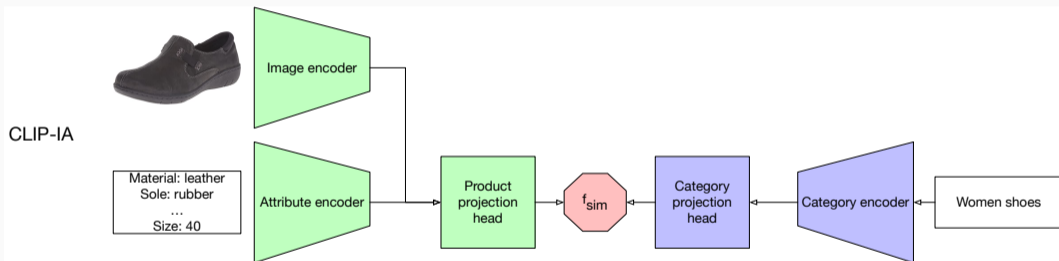 CLIP-IA
Image encoder
Material: leather
Sole: rubber
...
Size: 40
Attribute encoder
Product
projection
head
fsim
Category
projection
head
Category encoder
Women shoes